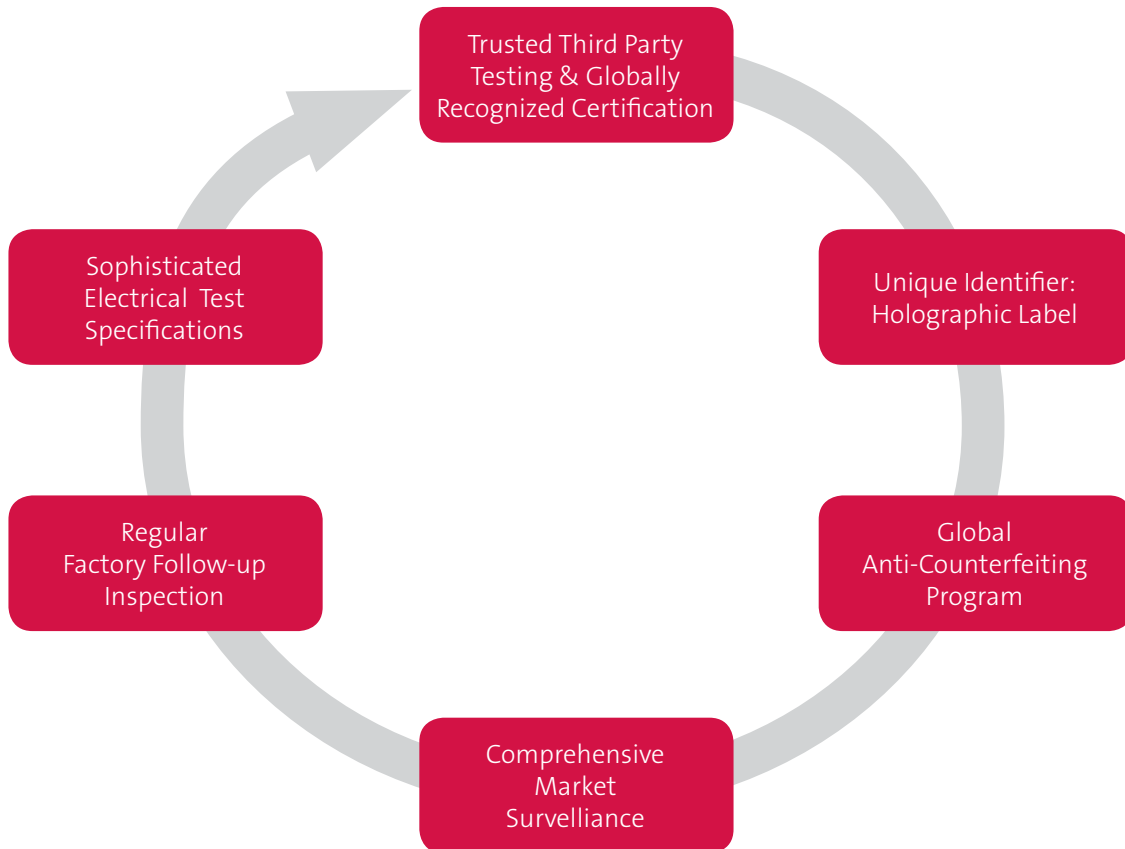 Trusted Third Party
Testing & Globally
Recognized Certification
Unique Identifier:
Holographic Label
Global
Anti-Counterfeiting
Program
Comprehensive
Market
Survelliance
Regular
Factory Follow-up
Inspection
Sophisticated
Electrical Test
Specifications